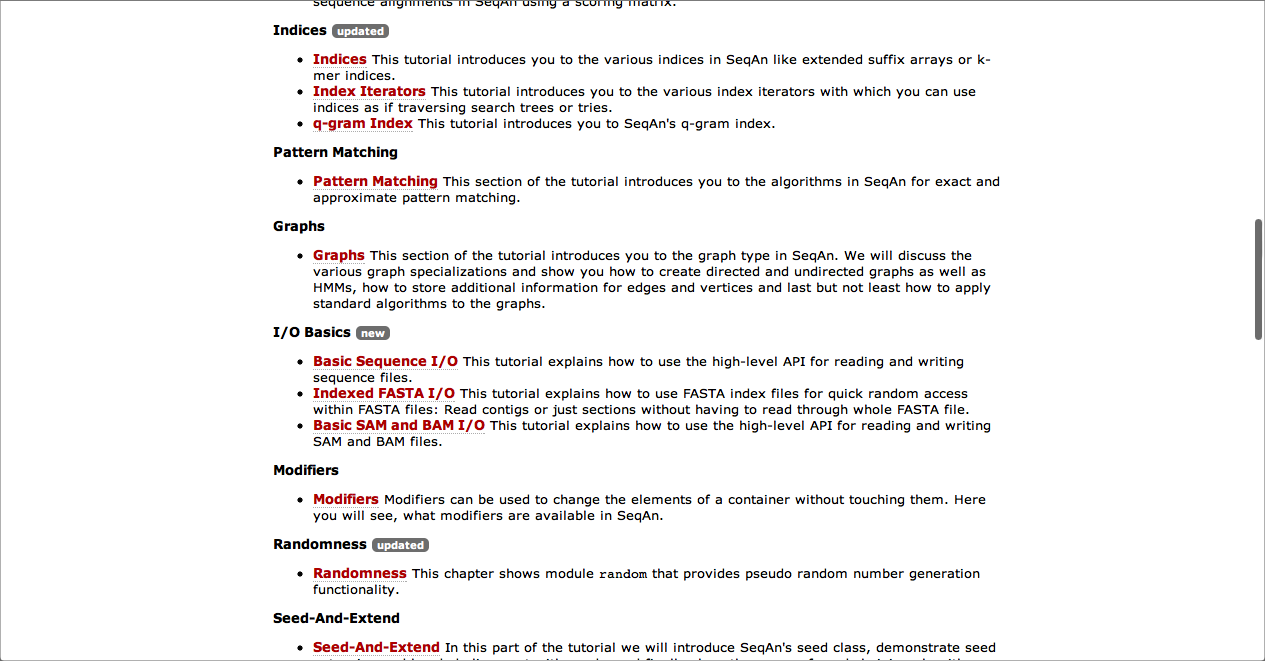 sequence alignments in SeqAn using a scoring matrix.
Indices updated
Indices This tutorial introduces you to the various indices in SeqAn like extended suffix arrays or k-
mer indices.
Index Iterators This tutorial introduces you to the various index iterators with which you can use
indices as if traversing search trees or tries.
q-gram Index This tutorial introduces you to SeqAn's q-gram index.
Pattern Matching
Pattern Matching This section of the tutorial introduces you to the algorithms in SeqAn for exact and
approximate pattern matching.
Graphs
Graphs This section of the tutorial introduces you to the graph type in SeqAn. We will discuss the
various graph specializations and show you how to create directed and undirected graphs as well as
HMMs, how to store additional information for edges and vertices and last but not least how to apply
standard algorithms to the graphs.
I/O Basics new
Basic Sequence I/O This tutorial explains how to use the high-level API for reading and writing
sequence files.
Indexed FASTA I/O This tutorial explains how to use FASTA index files for quick random access
within FASTA files: Read contigs or just sections without having to read through whole FASTA file.
Basic SAM and BAM I/O This tutorial explains how to use the high-level API for reading and writing
SAM and BAM files.
Modifiers
Modifiers Modifiers can be used to change the elements of a container without touching them. Here
you will see, what modifiers are available in SeqAn.
Randomness updated
Randomness This chapter shows module random that provides pseudo random number generation
functionality.
Seed-And-Extend
Seed-And-Extend In this part of the tutorial we will introduce SeqAn's seed class, demonstrate seed